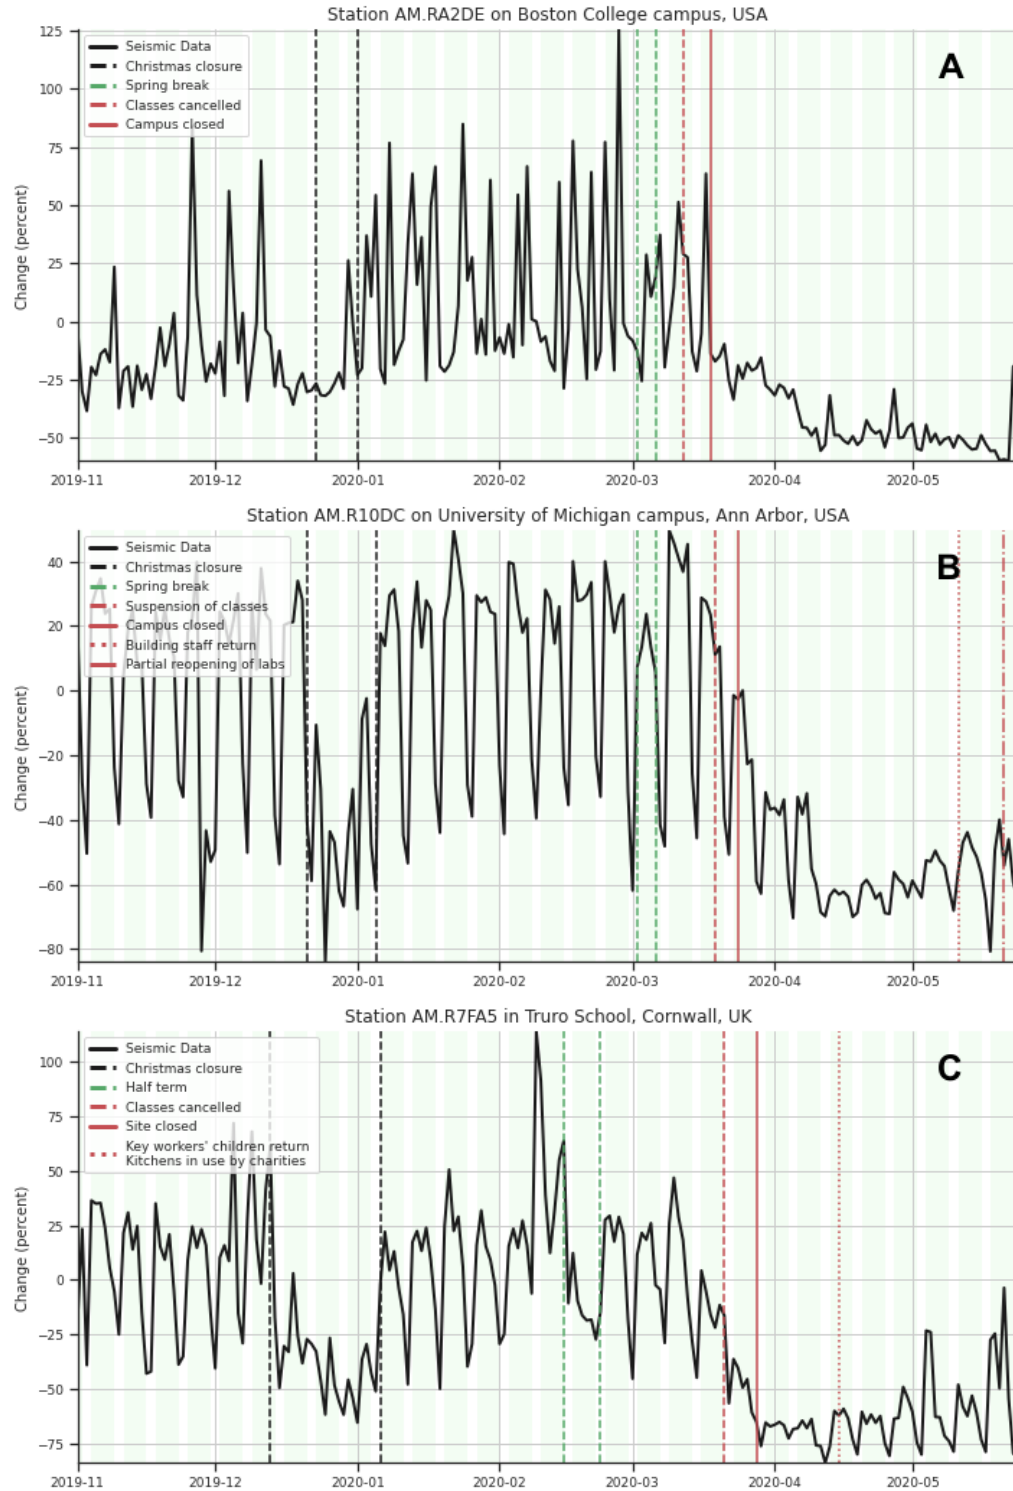 Station AM.RA2DE on Boston College campus, USA
125
100
75
50
25
0
−25
−50
Change (percent)
Seismic Data
Christmas closure
Spring break
Classes cancelled
Campus closed
A
2019-11 2019-12 2020-01 2020-02 2020-03 2020-04 2020-05
Station AM.R10DC on University of Michigan campus, Ann Arbor, USA
40
20
0
−20
−40
−60
−80
Change (percent)
Seismic Data
Christmas closure
Spring break
Suspension of classes
Campus closed
Building staff return
Partial reopening of labs
B
2019-11 2019-12 2020-01 2020-02 2020-03 2020-04 2020-05
Station AM.R7FA5 in Truro School, Cornwall, UK
100
75
50
25
0
−25
−50
−75
Change (percent)
Seismic Data
Christmas closure
Half term
Classes cancelled
Site closed
Key workers' children return
Kitchens in use by charities
C
2019-11 2019-12 2020-01 2020-02 2020-03 2020-04 2020-05